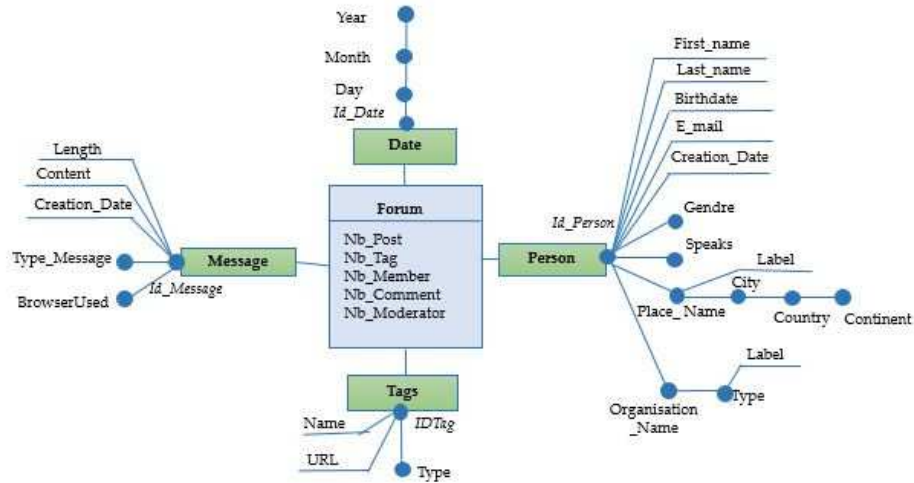 Year
Month
Day
Id_Date
Date
First_name
Last_name
Birthdate
E_mail
Creation_Date
Id_Person
Gendre
Speaks
Person
Label
City
Place_ Name
Country
Continent
Label
Type
Organisation
_Name
Length
Content
Creation_Date
Type_Message
Message
Id_Message
BrowserUsed
Forum
Nb_Post
Nb_Tag
Nb_Member
Nb_Comment
Nb_Moderator
Tags
Name
IDTag
URL
Type